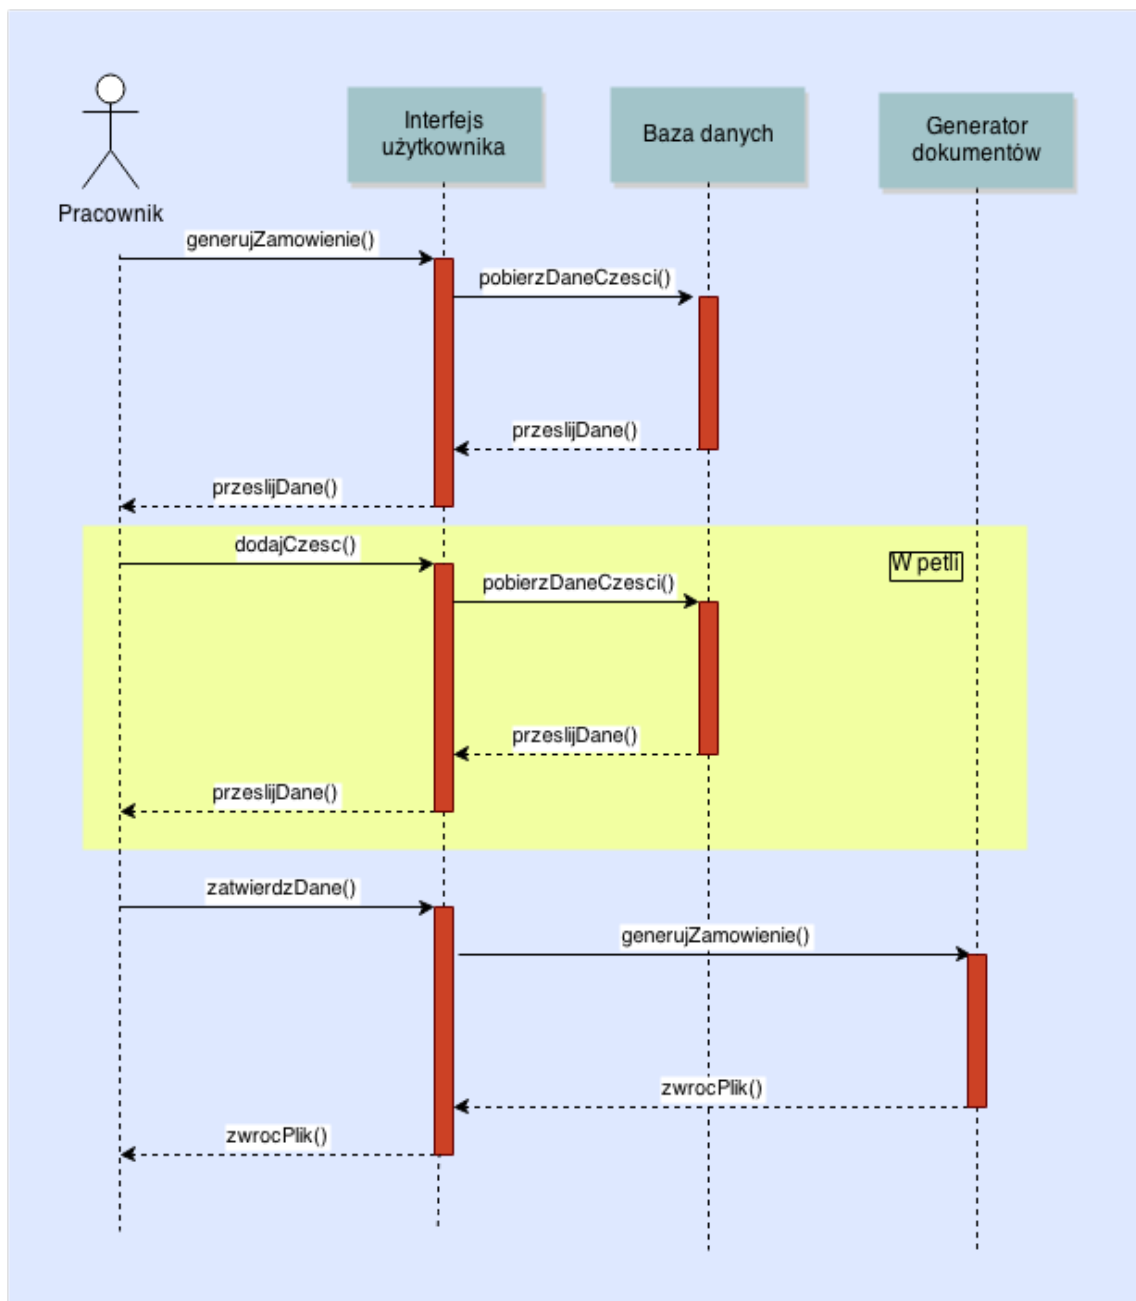 Interfejs
użytkownika
Baza danych
Generator
dokumentów
Pracownik
generujZamowienie()
pobierzDaneCzesci()
przeslijDane()
przeslijDane()
dodajCzesc()
W petli
pobierzDaneCzesci()
przeslijDane()
przeslijDane()
zatwierdzDane()
generujZamowienie()
zwrocPlik()
zwrocPlik()